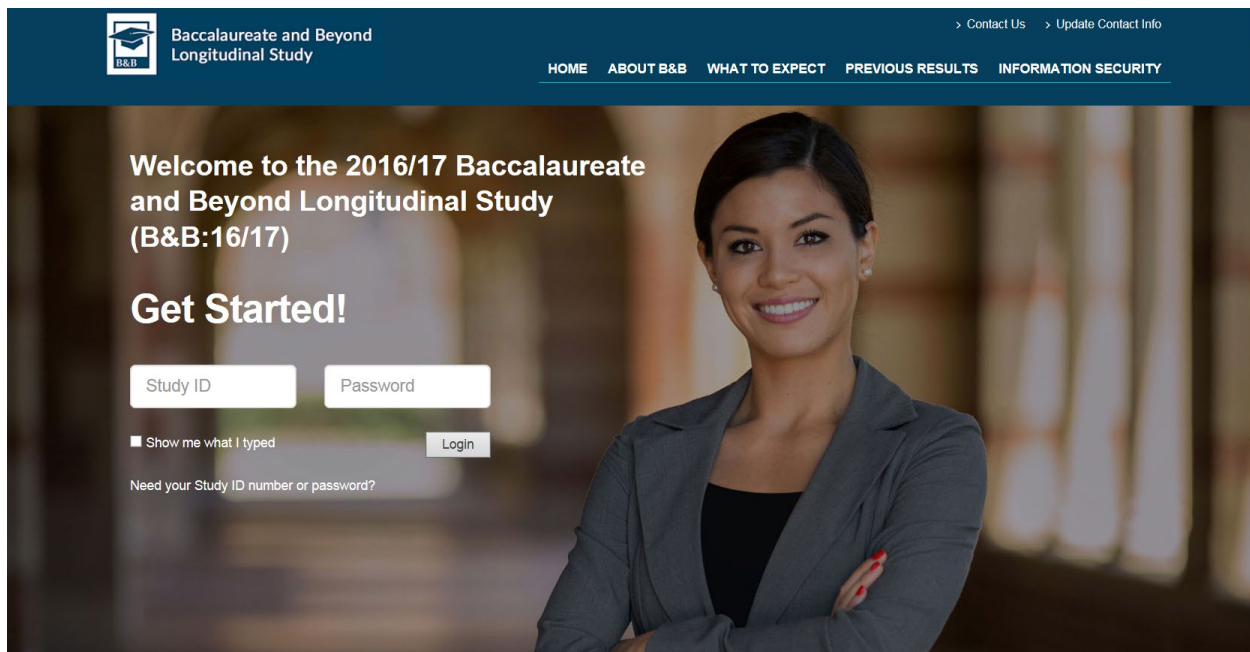 B&B
Baccalaureate and Beyond
Longitudinal Study
> Contact Us > Update Contact Info
HOME ABOUT B&B WHAT TO EXPECT PREVIOUS RESULTS INFORMATION SECURITY
Welcome to the 2016/17 Baccalaureate
and Beyond Longitudinal Study
(B&B:16/17)
Get Started!
Study ID Password
Show me what I typed Login
Need your Study ID number or password?